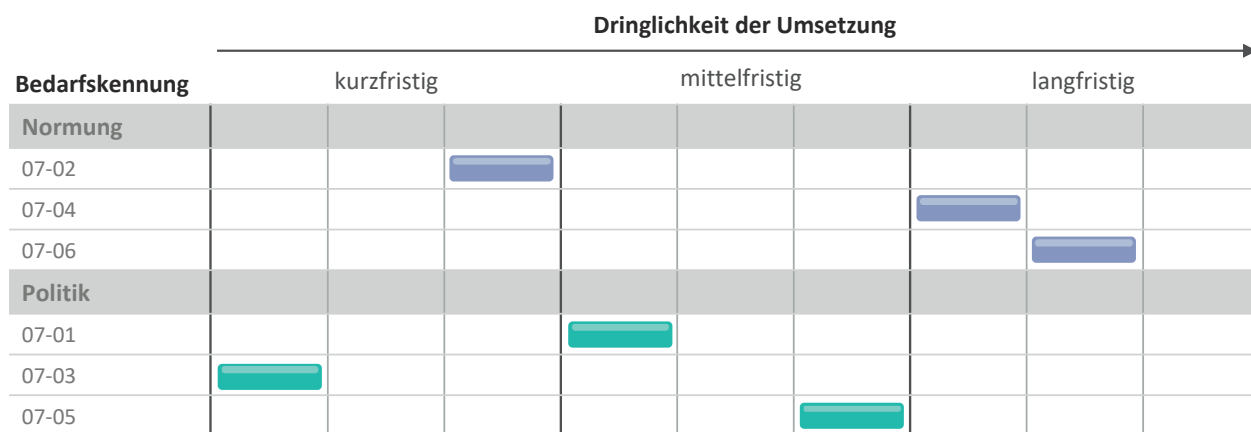 Dringlichkeit der Umsetzung
Bedarfskennung kurzfristig mittelfristig langfristig
Normung
07-02
07-04
07-06
Politik
07-01
07-03
07-05